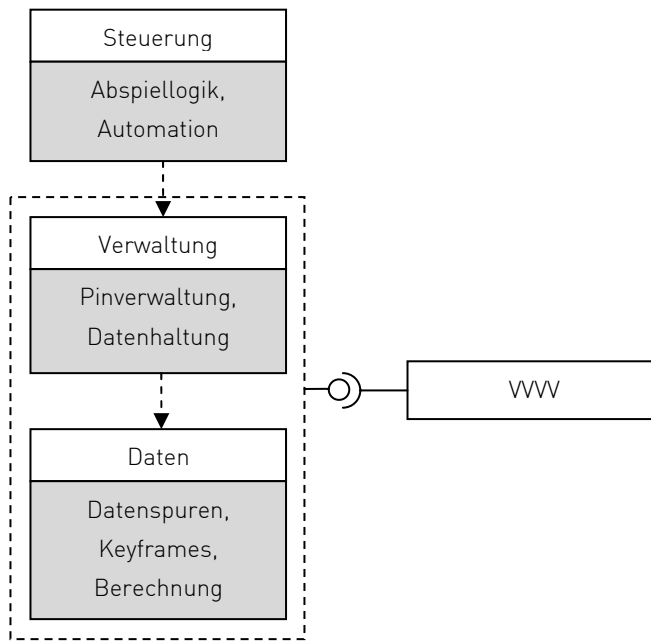 Steuerung
Abspiellogik,
Automation
Verwaltung
Pinverwaltung,
Datenhaltung
VVVV
Daten
Datenspuren,
Keyframes,
Berechnung